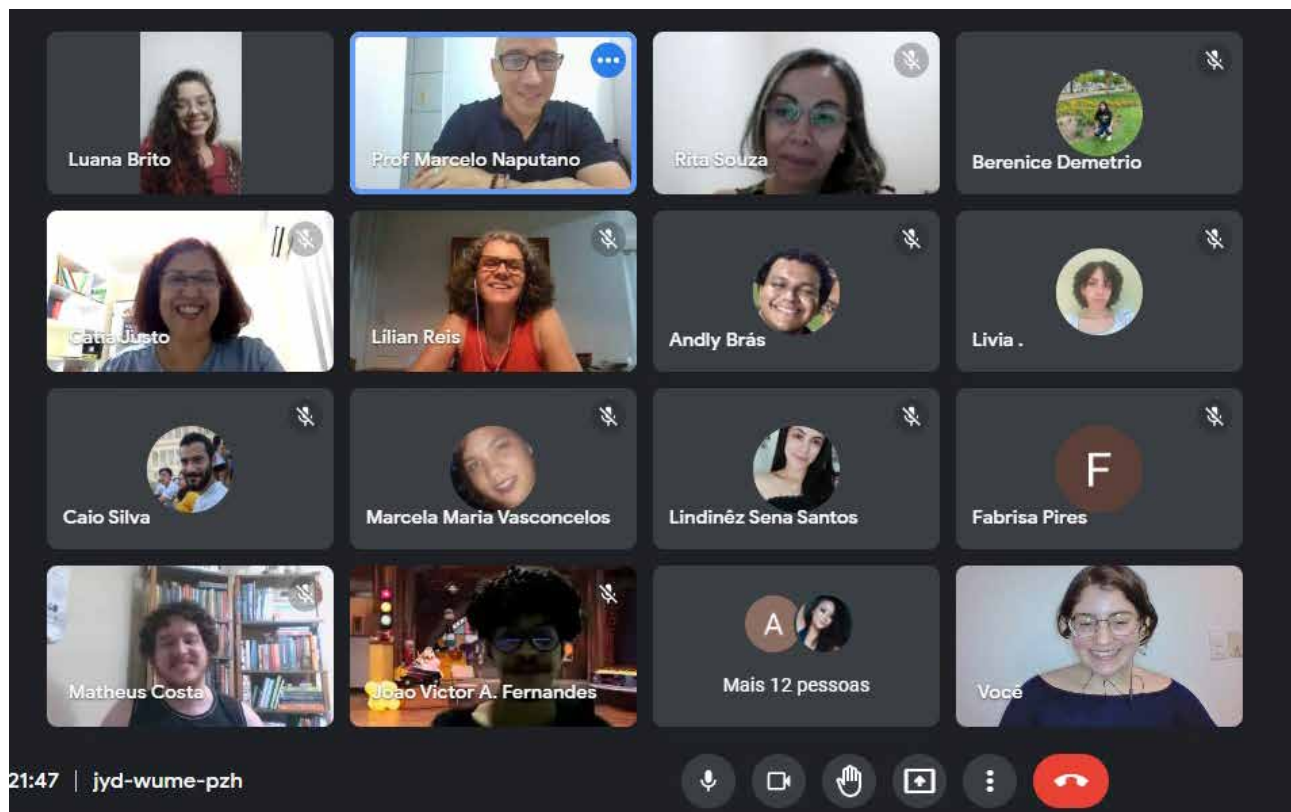 Luana Brito
Prof Marcelo Naputano
Rita Souza
Berenice Demetrio
Catia Justo
Lílian Reis
Andly Brás
Livia .
Caio Silva
Marcela Maria Vasconcelos
Lindinêz Sena Santos
F
Fabrisa Pires
Matheus Costa
Joao Victor A. Fernandes
A
Mais 12 pessoas
Você
21:47 | jyd-wume-pzh